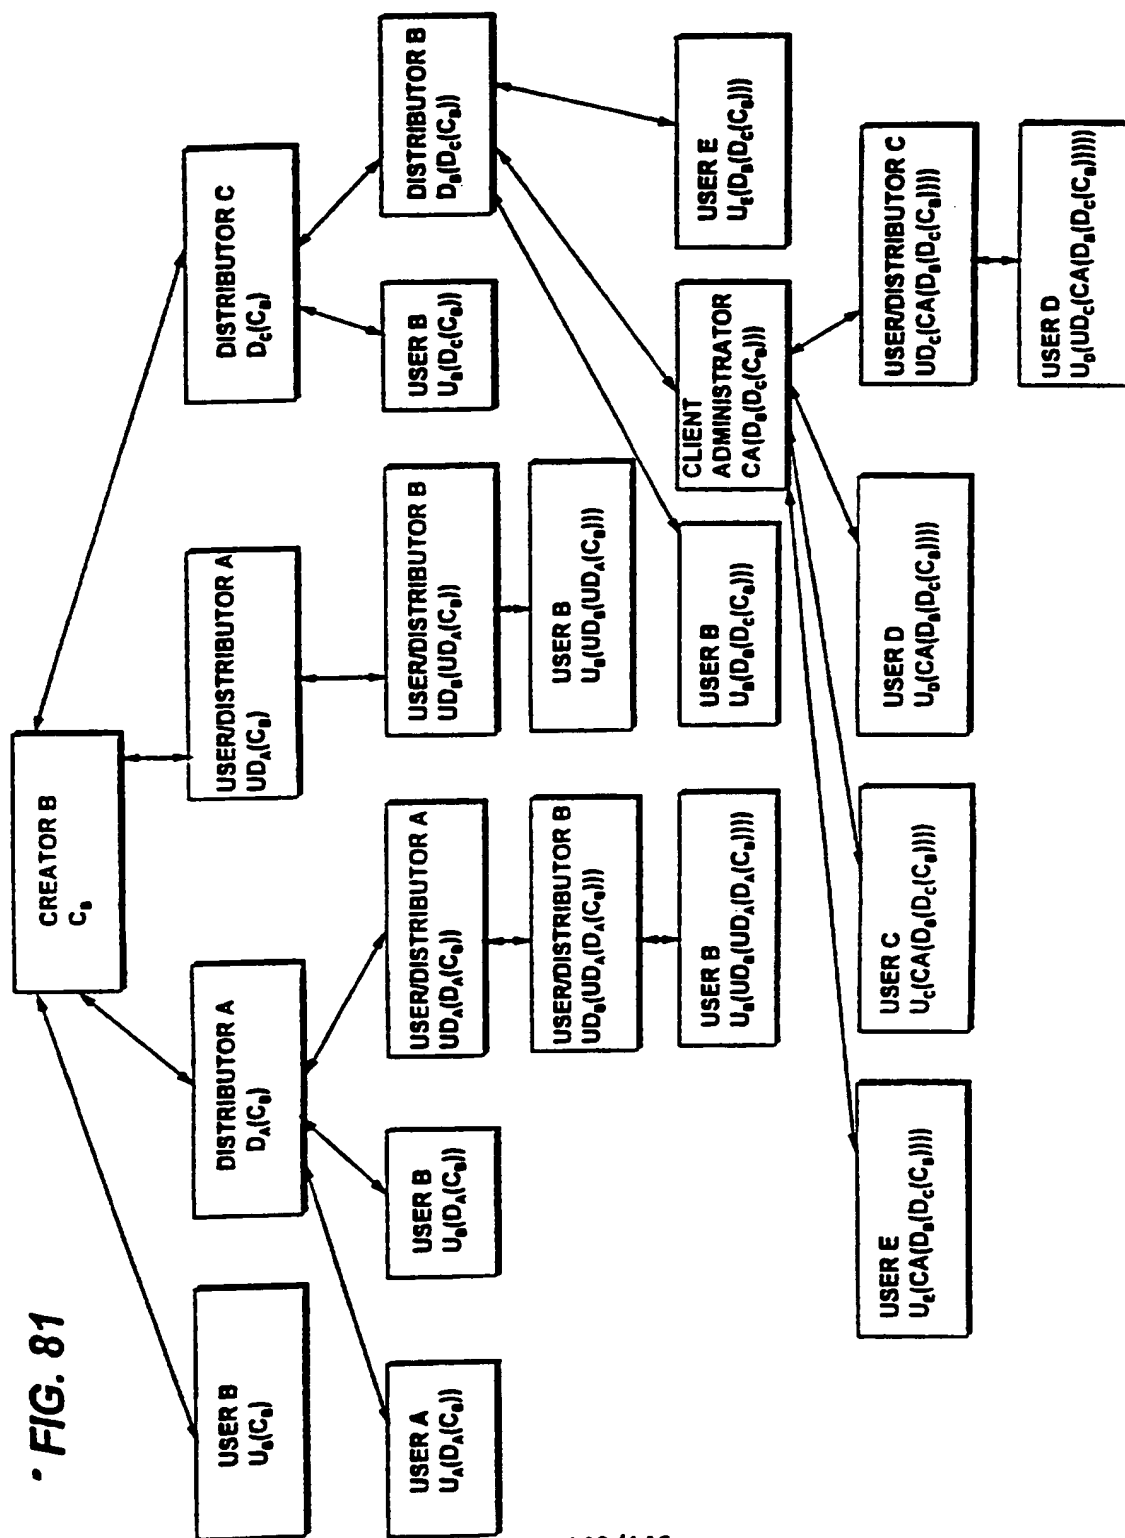 FIG. 81
CREATOR B
C_B
USER B
U_B(C_B)
DISTRIBUTOR A
D_A(C_B)
USER/DISTRIBUTOR A
UD_A(C_B)
DISTRIBUTOR C
D_C(C_B)
USER A
U_A(D_A(C_B))
USER B
U_B(D_A(C_B))
USER/DISTRIBUTOR A
UD_A(D_A(C_B))
USER/DISTRIBUTOR B
UD_B(UD_A(C_B))
USER B
U_B(D_C(C_B))
DISTRIBUTOR B
D_B(D_C(C_B))
USER/DISTRIBUTOR B
UD_B(UD_A(D_A(C_B)))
USER B
U_B(UD_B(UD_A(C_B)))
USER B
U_B(UD_B(UD_A(D_A(C_B))))
USER B
U_B(D_B(D_C(C_B)))
CLIENT
ADMINISTRATOR
CA(D_B(D_C(C_B)))
USER E
U_E(D_B(D_C(C_B)))
USER E
U_E(CA(D_B(D_C(C_B))))
USER C
U_C(CA(D_B(D_C(C_B))))
USER D
U_D(CA(D_B(D_C(C_B))))
USER/DISTRIBUTOR C
UD_C(CA(D_B(D_C(C_B))))
USER D
U_D(UD_C(CA(D_B(D_C(C_B)))))